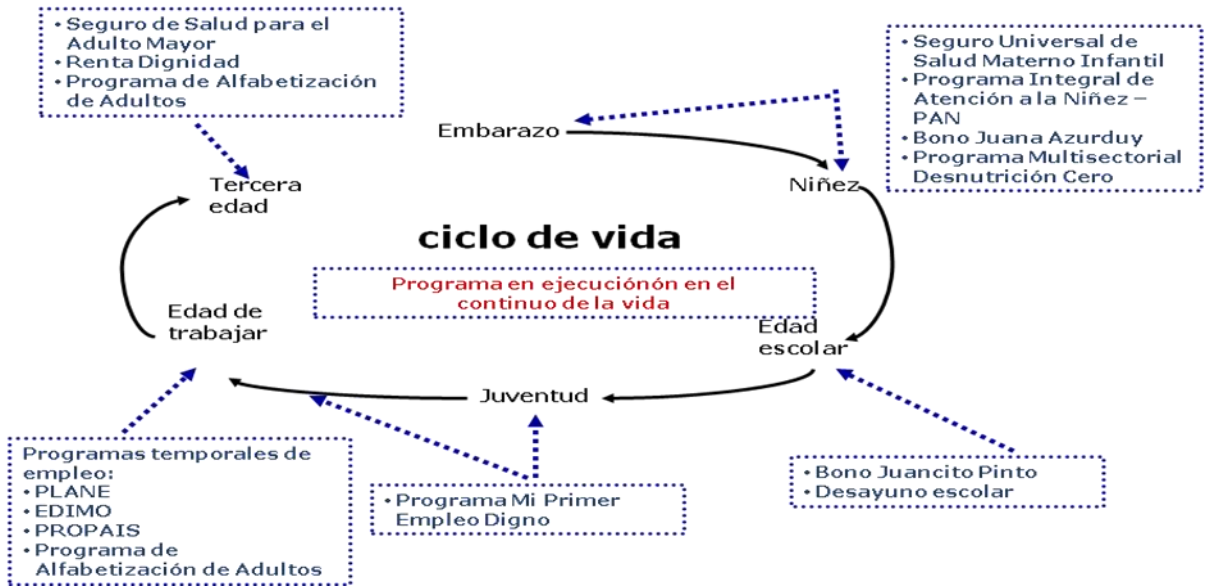 • Seguro de Salud para el
Adulto Mayor
• Renta Dignidad
• Programa de Alfabetización
de Adultos
• Seguro Universal de
Salud Materno Infantil
• Programa Integral de
Atención a la Niñez –
PAN
• Bono Juana Azurduy
• Programa Multisectorial
Desnutrición Cero
Embarazo
Niñez
Tercera
edad
ciclo de vida
Programa en ejecuciónón en el
continuo de la vida
Edad de
trabajar
Edad
escolar
Juventud
Programas temporales de
empleo:
• PLANE
• EDIMO
• PROPAIS
• Programa de
Alfabetización de Adultos
• Programa Mi Primer
Empleo Digno
• Bono Juancito Pinto
• Desayuno escolar